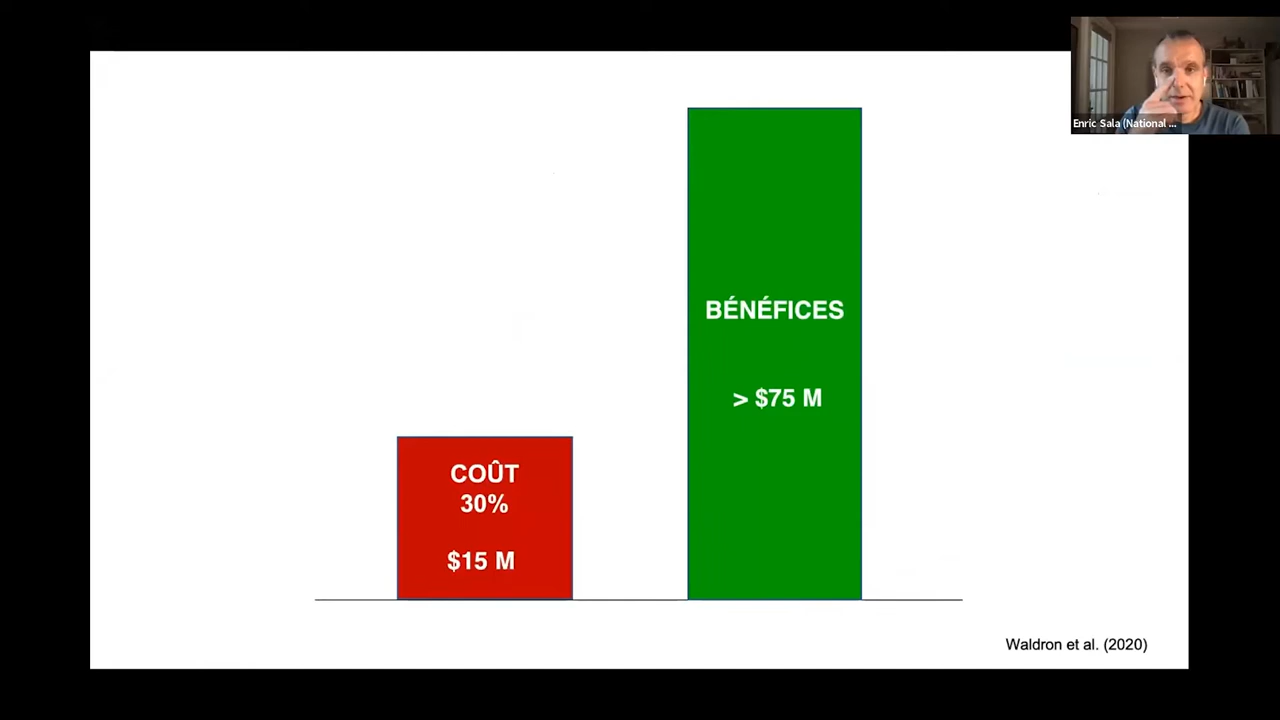 Enric Sala (National ...
BÉNÉFICES
> $75 M
COÛT
30%
$15 M
Waldron et al. (2020)